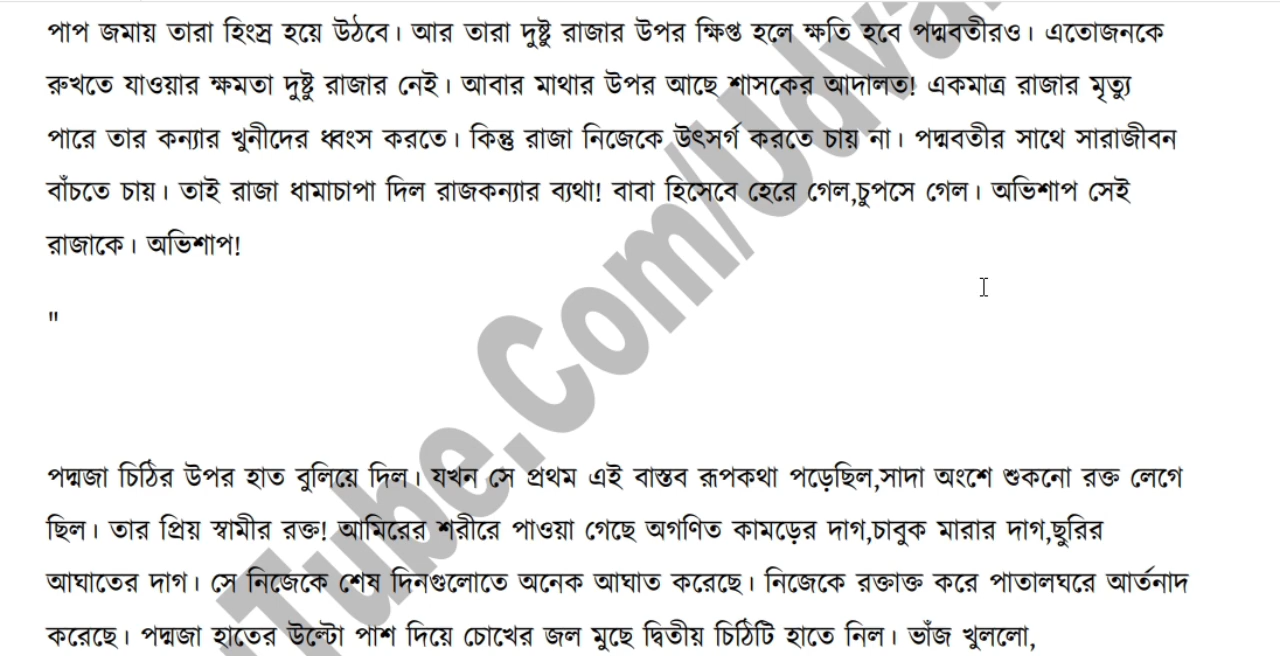 পাপ জমায় তারা হিংস্র হয়ে উঠবে। আর তারা দুষ্টু রাজার উপর ক্ষিপ্ত হলে ক্ষতি হবে পদ্মবতীরও। এতোজনকে
রুখতে যাওয়ার ক্ষমতা দুষ্টু রাজার নেই। আবার মাথার উপর আছে শাসকের আদালত! একমাত্র রাজার মৃত্যু
পারে তার কন্যার খুনীদের ধ্বংস করতে। কিন্তু রাজা নিজেকে উৎসর্গ করতে চায় না। পদ্মবতীর সাথে সারাজীবন
বাঁচতে চায়। তাই রাজা ধামাচাপা দিল রাজকন্যার ব্যথা! বাবা হিসেবে হেরে গেল,চুপসে গেল। অভিশাপ সেই
রাজাকে। অভিশাপ!
"
পদ্মজা চিঠির উপর হাত বুলিয়ে দিল। যখন সে প্রথম এই বাস্তব রূপকথা পড়েছিল,সাদা অংশে শুকনো রক্ত লেগে
ছিল। তার প্রিয় স্বামীর রক্ত! আমিরের শরীরে পাওয়া গেছে অগণিত কামড়ের দাগ,চাবুক মারার দাগ,ছুরির
আঘাতের দাগ। সে নিজেকে শেষ দিনগুলোতে অনেক আঘাত করেছে। নিজেকে রক্তাক্ত করে পাতালঘরে আর্তনাদ
করেছে। পদ্মজা হাতের উল্টো পাশ দিয়ে চোখের জল মুছে দ্বিতীয় চিঠিটি হাতে নিল। ভাঁজ খুললো,
Tube.Com/Udya